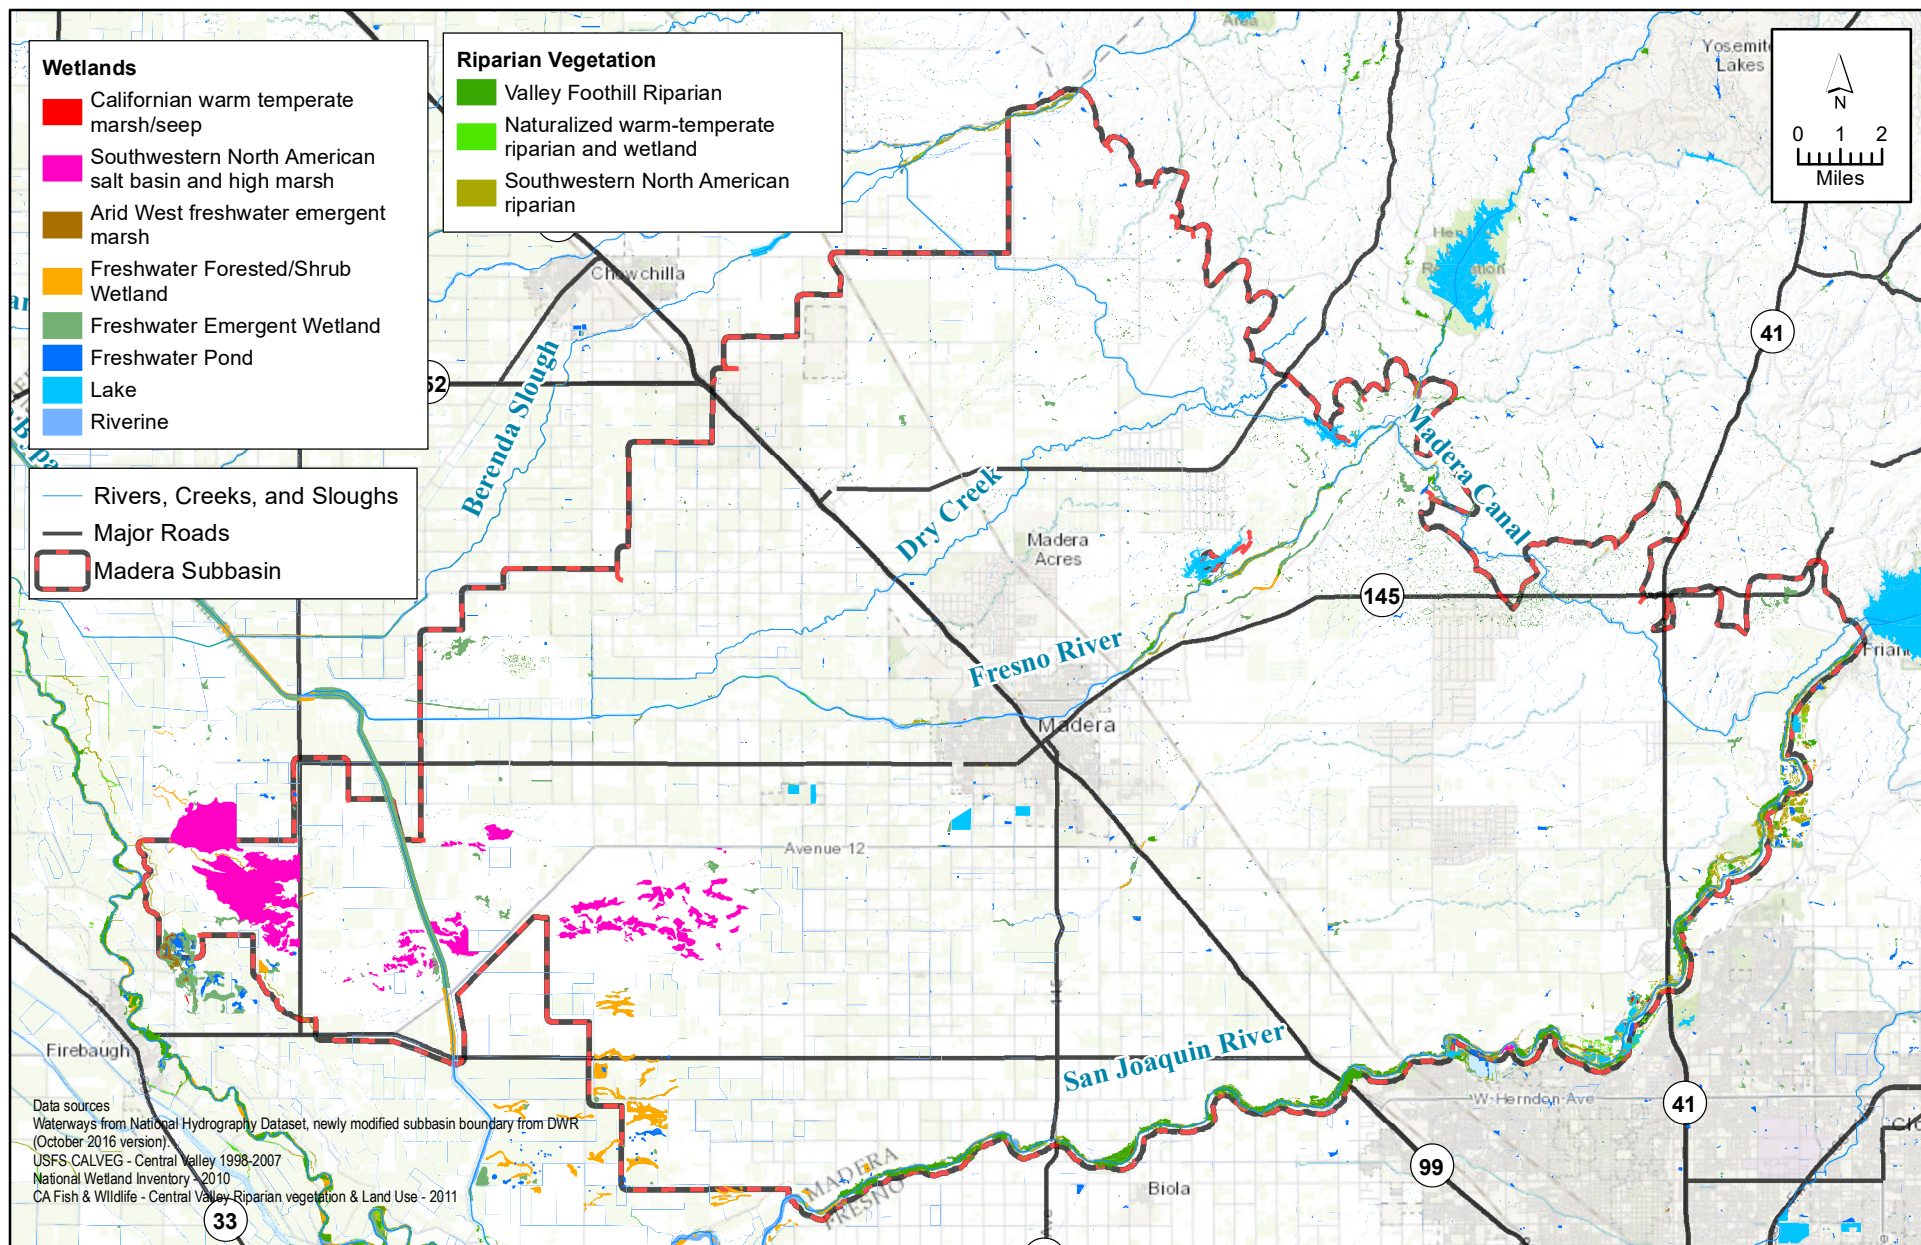 Wetlands
Californian warm temperate
marsh/seep
Southwestern North American
salt basin and high marsh
Arid West freshwater emergent
marsh
Freshwater Forested/Shrub
Wetland
Freshwater Emergent Wetland
Freshwater Pond
Lake
Riverine
Riparian Vegetation
Valley Foothill Riparian
Naturalized warm-temperate
riparian and wetland
Southwestern North American
riparian
Rivers, Creeks, and Sloughs
Major Roads
Madera Subbasin
Area
Lakes
N
0 1 2
Miles
Chowchilla
41
Berenda Slough
Madera Canal
Dry Creek
Madera
Acres
145
Fresno River
Madera
Avenue 12
145
San Joaquin River
Firebaugh
W Herndon Ave
41
MADERA
FRESNO
99
Biola
Ave
33
Data sources
Waterways from National Hydrography Dataset, newly modified subbasin boundary from DWR
(October 2016 version).
USFS CALVEG - Central Valley 1998-2007
National Wetland Inventory - 2010
CA Fish & WIldlife - Central Valley Riparian vegetation & Land Use - 2011